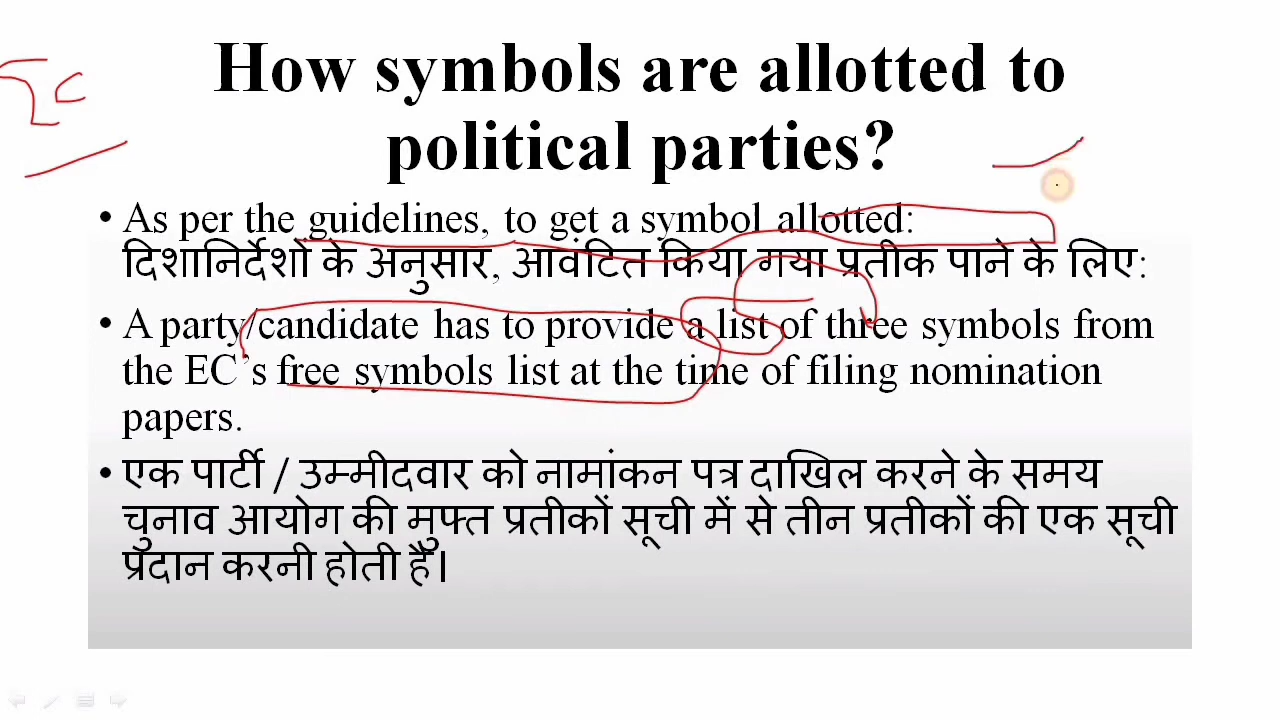 How symbols are allotted to
political parties?
• As per the guidelines, to get a symbol allotted:
दिशानिर्देशों के अनुसार, आवंटित किया गया प्रतीक पाने के लिए:
• A party/candidate has to provide a list of three symbols from
the EC’s free symbols list at the time of filing nomination
papers.
• एक पार्टी / उम्मीदवार को नामांकन पत्र दाखिल करने के समय
चुनाव आयोग की मुफ्त प्रतीकों सूची में से तीन प्रतीकों की एक सूची
प्रदान करनी होती है।